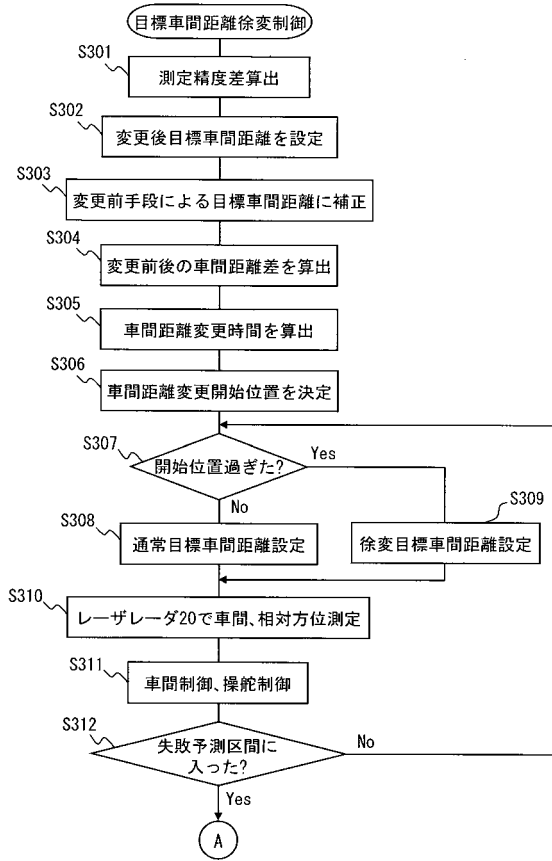 目標車間距離徐変制御
S301
測定精度差算出
S302
変更後目標車間距離を設定
S303
変更前手段による目標車間距離に補正
S304
変更前後の車間距離差を算出
S305
車間距離変更時間を算出
S306
車間距離変更開始位置を決定
S307
開始位置過ぎた?
Yes
No
S308
通常目標車間距離設定
S309
徐変目標車間距離設定
S310
レーザレーダ20で車間、相対方位測定
S311
車間制御、操舵制御
S312
失敗予測区間に
入った?
No
Yes
A